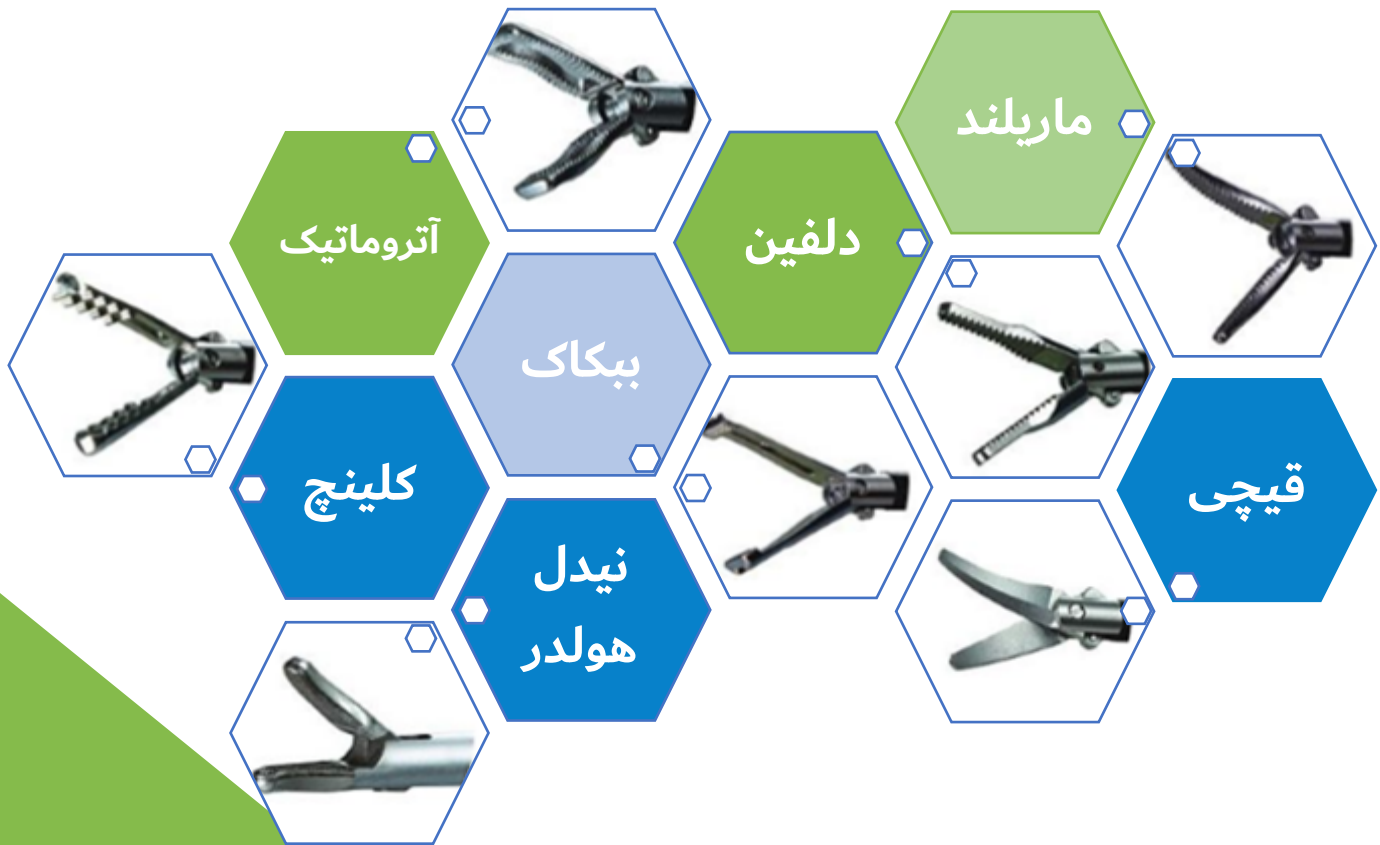 ماریلند
دلفین
آتروماتیک
ببکاک
قیچی
کلینچ
نیدل
هولدر